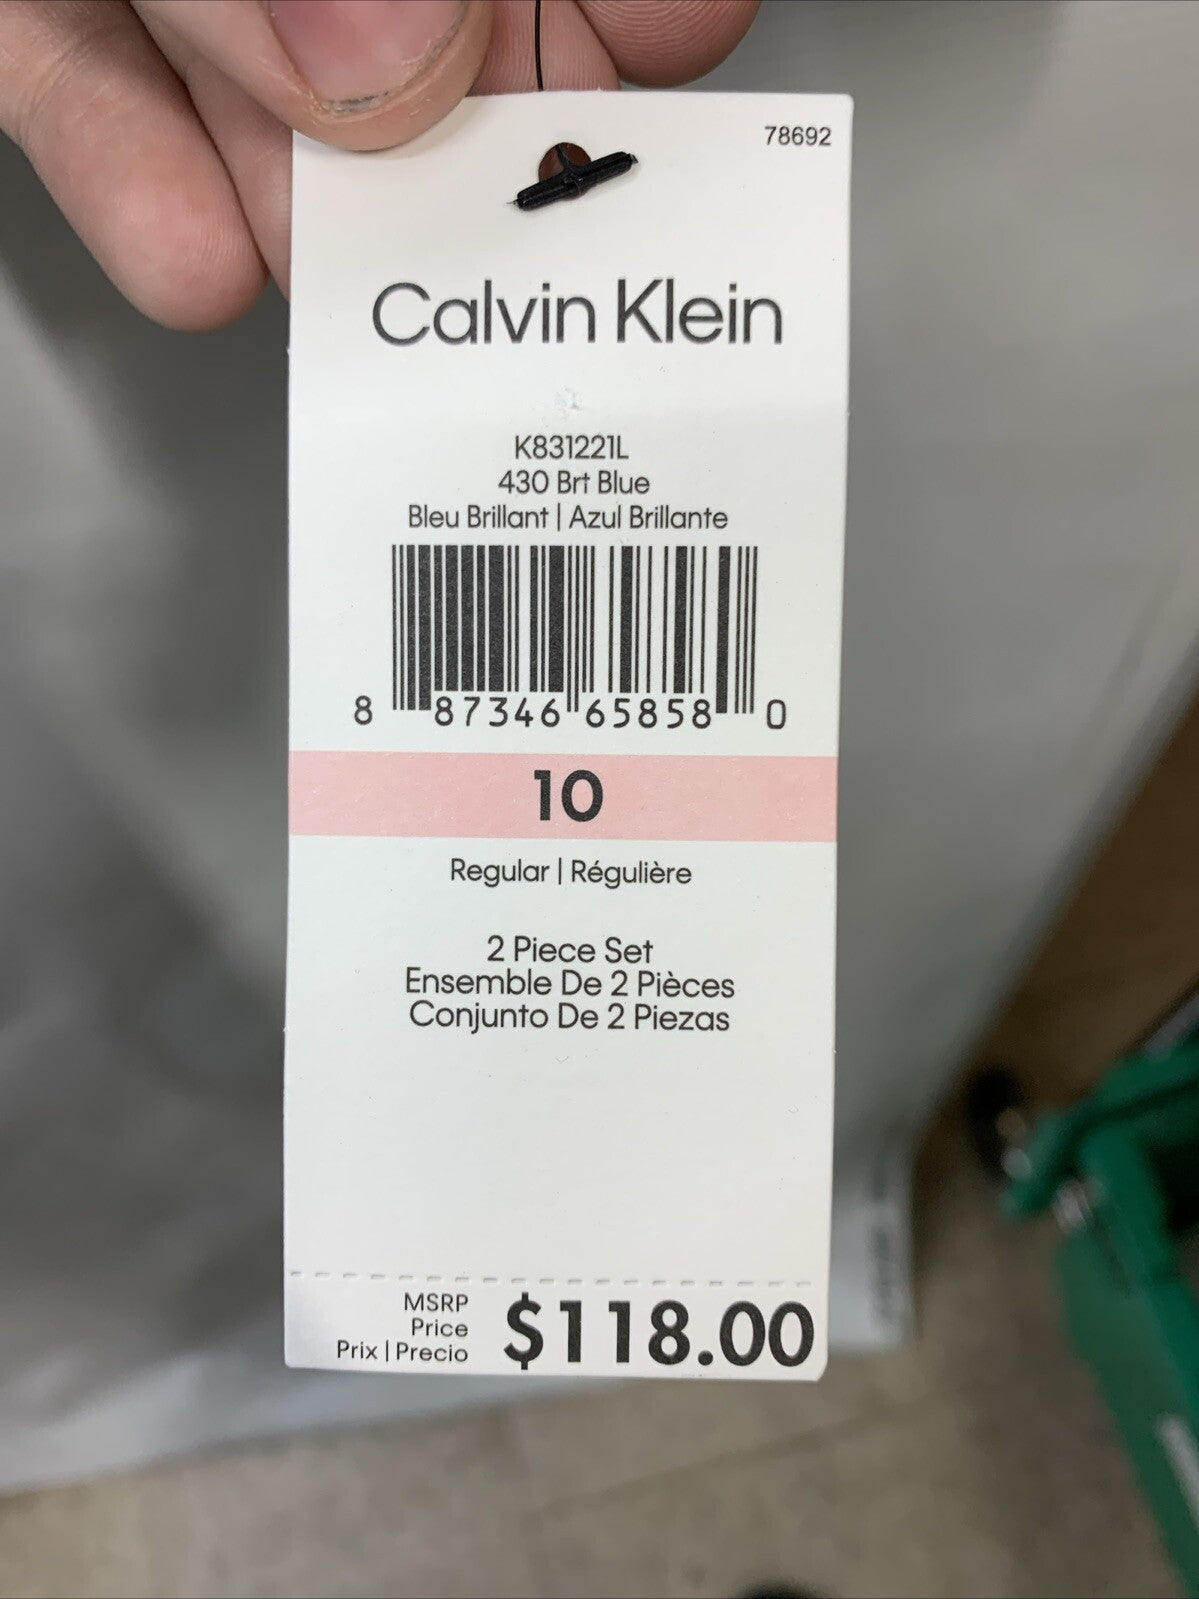 78692
Calvin Klein
K831221L
430 Brt Blue
Bleu Brillant | Azul Brillante
8 87346 65858 0
10
Regular | Régulière
2 Piece Set
Ensemble De 2 Pièces
Conjunto De 2 Piezas
MSRP
Price
Prix | Precio
$118.00